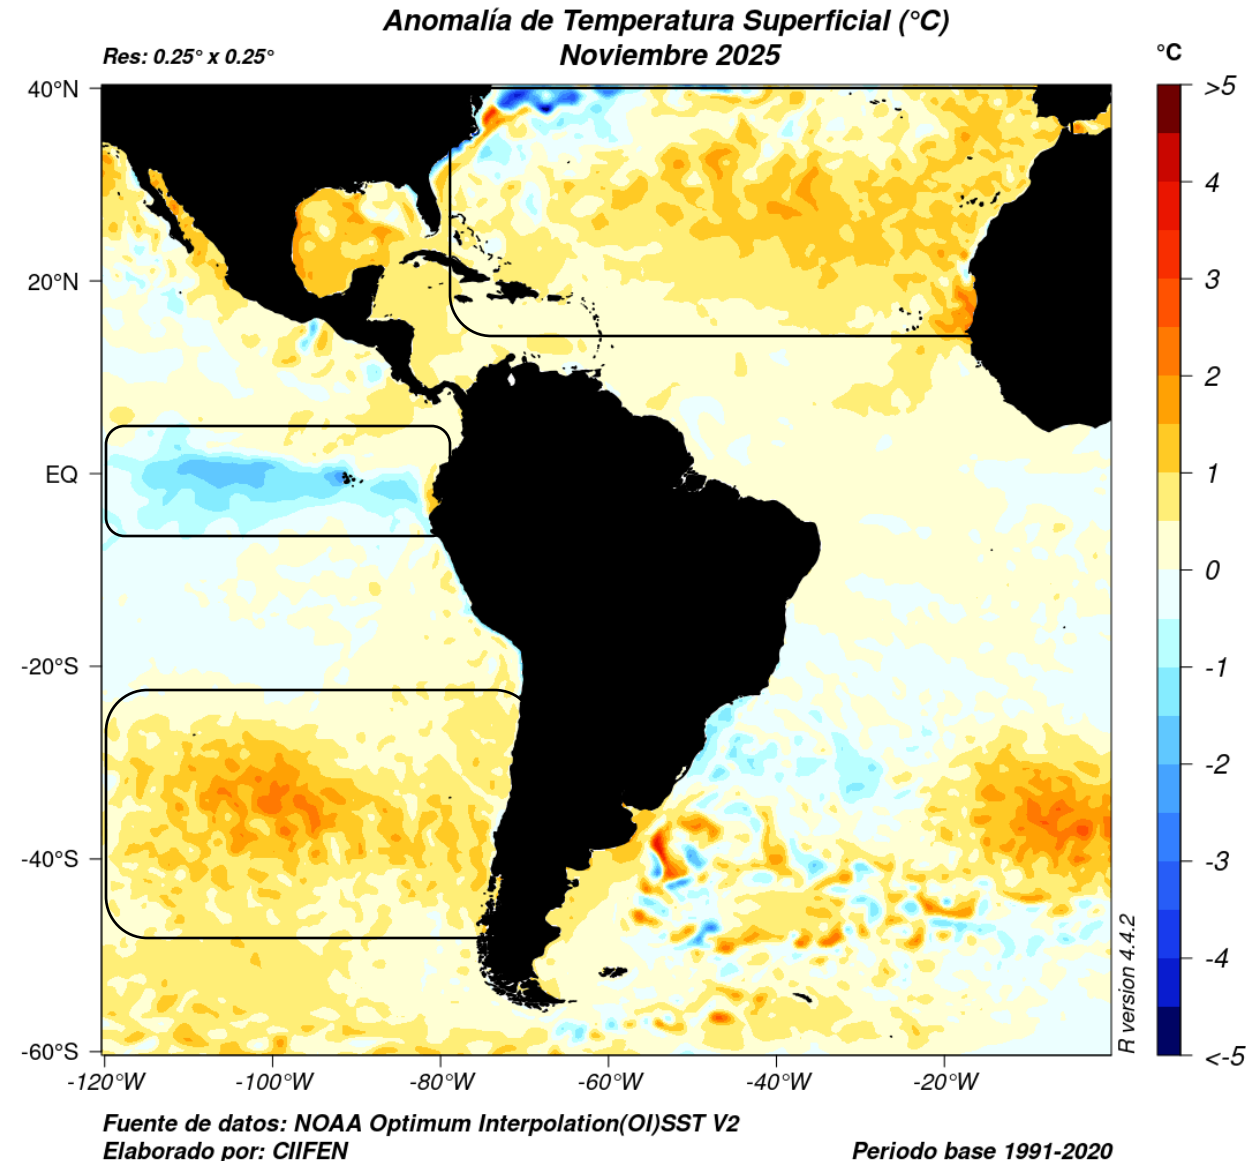 Anomalía de Temperatura Superficial (°C)
Noviembre 2025
Res: 0.25° x 0.25°
°C
>5
4
3
2
1
0
-1
-2
-3
-4
<-5
40°N
20°N
EQ
-20°S
-40°S
-60°S
-120°W
-100°W
-80°W
-60°W
-40°W
-20°W
R version 4.4.2
Fuente de datos: NOAA Optimum Interpolation(OI)SST V2
Elaborado por: CIIFEN
Periodo base 1991-2020